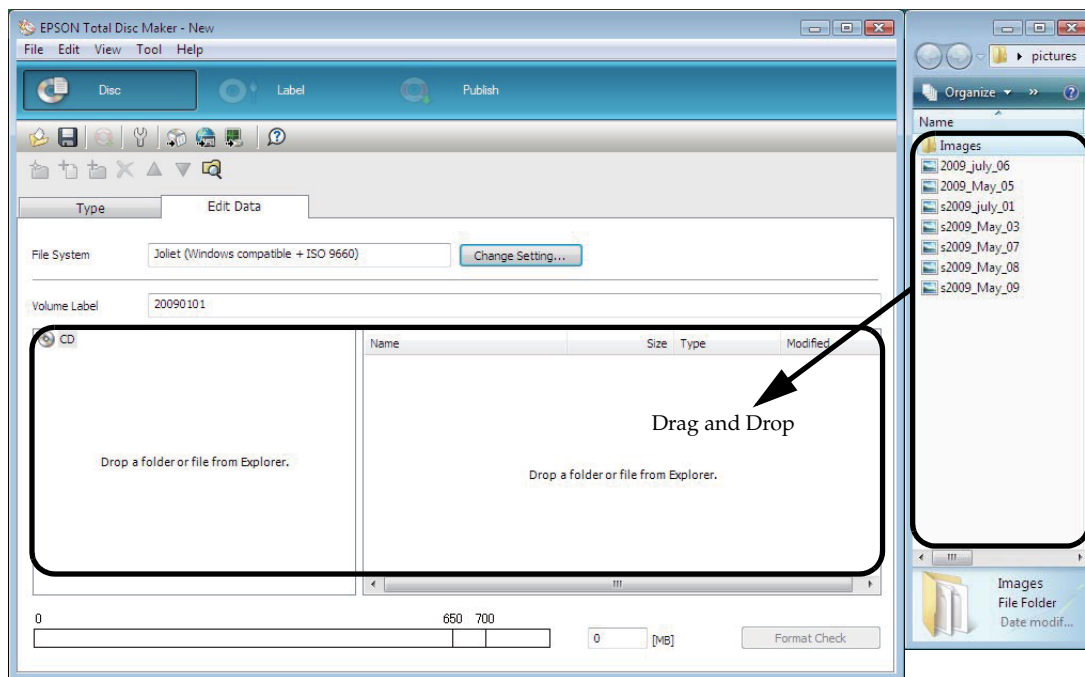 EPSON Total Disc Maker - New
File Edit View Tool Help
Disc Label Publish
Type Edit Data
File System Joliet (Windows compatible + ISO 9660) Change Setting...
Volume Label 20090101
CD
Drop a folder or file from Explorer.
Name Size Type Modified
Drag and Drop
Drop a folder or file from Explorer.
0 650 700
0 [MB] Format Check
pictures
Organize »
Name
Images
2009_july_06
2009_May_05
s2009_july_01
s2009_May_03
s2009_May_07
s2009_May_08
s2009_May_09
Images
File Folder
Date modif...